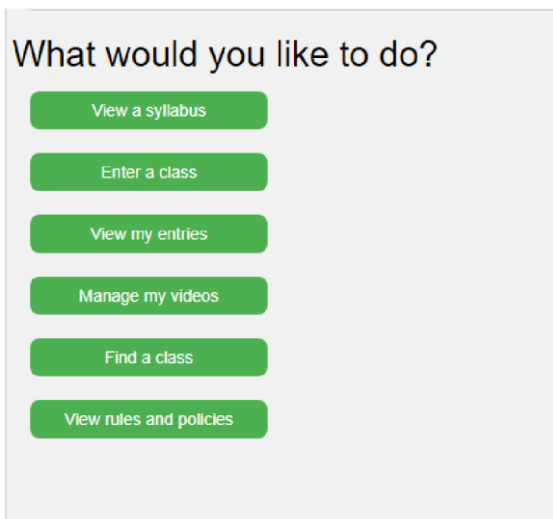 What would you like to do?
View a syllabus
Enter a class
View my entries
Manage my videos
Find a class
View rules and policies